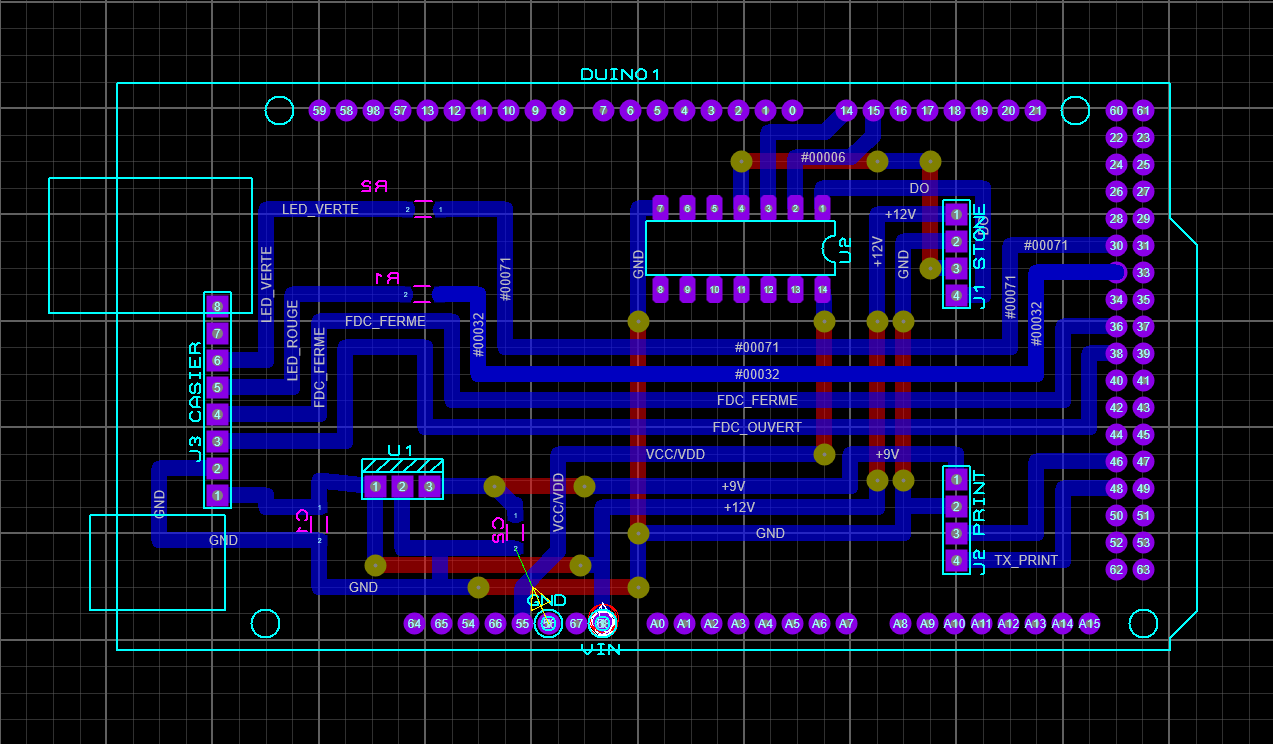 DUINO1
59 58 98 57 13 12 11 10 9 8 7 6 5 4 3 2 1 0 14 15 16 17 18 19 20 21 60 61
22 23
#00006
24 25
R2
DO
26 27
LED_VERTE 2 1
7 6 5 4 3 2 1
+12V 1
28 29
LED_VERTE
#00071
GND
U2
+12V
GND
2
J1 STONE
DO
#00071
30 31
R1
3
33
2
8 9 10 11 12 13 14
4
#00071
34 35
8
LED_ROUGE
FDC_FERME
FDC_FERME
#00032
#00032
36 37
7
#00071
38 39
6
#00032
40 41
5
FDC_FERME
42 43
4
FDC_OUVERT
44 45
3
J3 CASIER
U1
VCC/VDD
+9V
46 47
2
1 2 3
+9V
1
48 49
1
GND
C1
1
2
C2
1
2
VCC/VDD
+12V
2
50 51
GND
GND
3
J2 PRINT
52 53
4
TX_PRINT
62 63
GND
GND
64 65 54 66 55 67 A0 A1 A2 A3 A4 A5 A6 A7 A8 A9 A10 A11 A12 A13 A14 A15
VIN